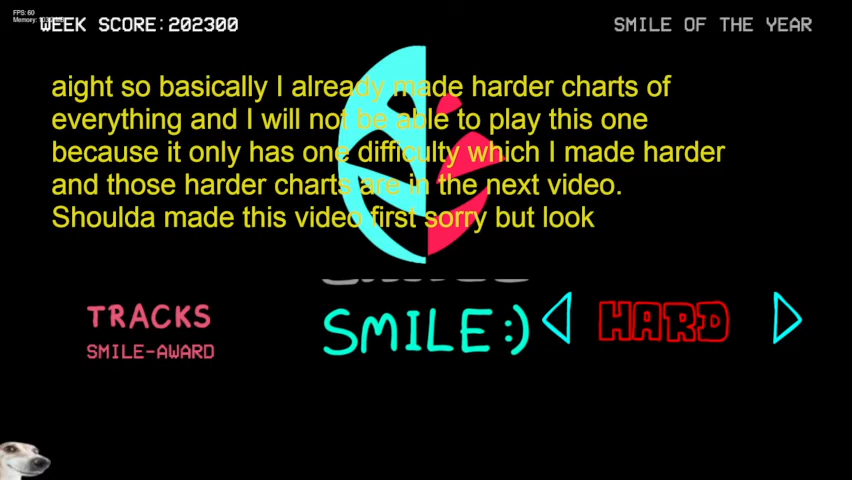 FPS: 60
WEEK SCORE:202300
SMILE OF THE YEAR
aight so basically I already made harder charts of
everything and I will not be able to play this one
because it only has one difficulty which I made harder
and those harder charts are in the next video.
Shoulda made this video first sorry but look
TRACKS
SMILE-AWARD
SMILE :)
HARD